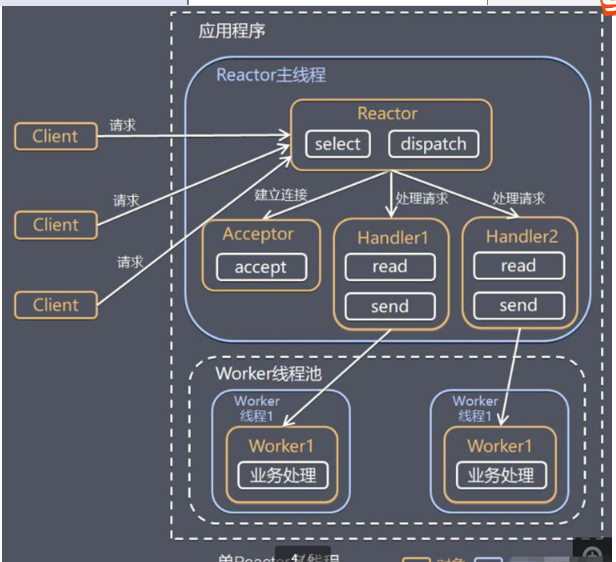 应用程序
Reactor主线程
Reactor
select
dispatch
Client
请求
Client
请求
Client
请求
建立连接
处理请求
处理请求
Acceptor
accept
Handler1
read
send
Handler2
read
send
Worker线程池
Worker
线程1
Worker1
业务处理
Worker
线程1
Worker1
业务处理
4 / 6
单Reactor多线程
对象